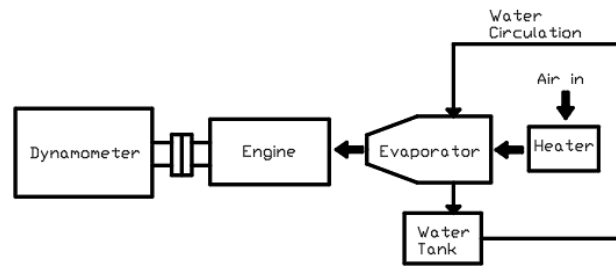 Water
Circulation
Air in
Dynamometer
Engine
Evaporator
Heater
Water
Tank